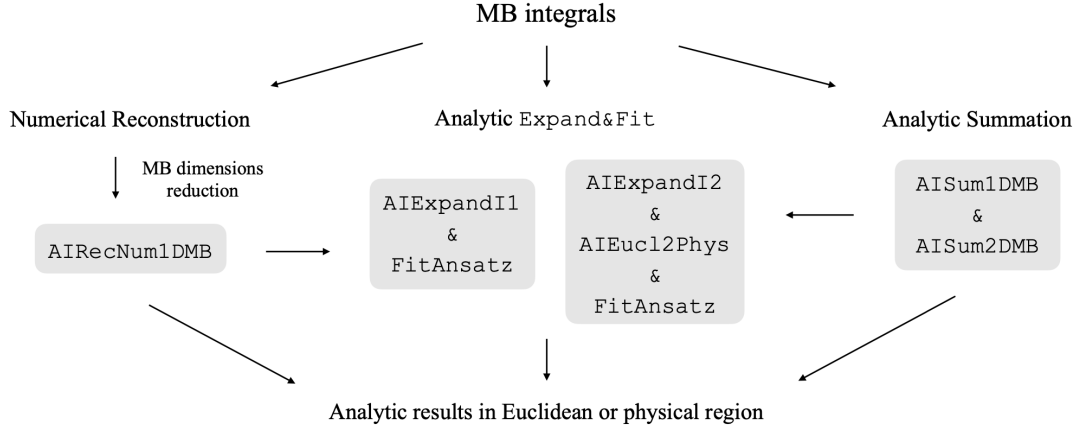 MB integrals
Numerical Reconstruction
Analytic Expand&Fit
Analytic Summation
MB dimensions
reduction
AIRecNum1DMB
AIExpandI1
&
FitAnsatz
AIExpandI2
&
AIEucl2Phys
&
FitAnsatz
AISum1DMB
&
AISum2DMB
Analytic results in Euclidean or physical region